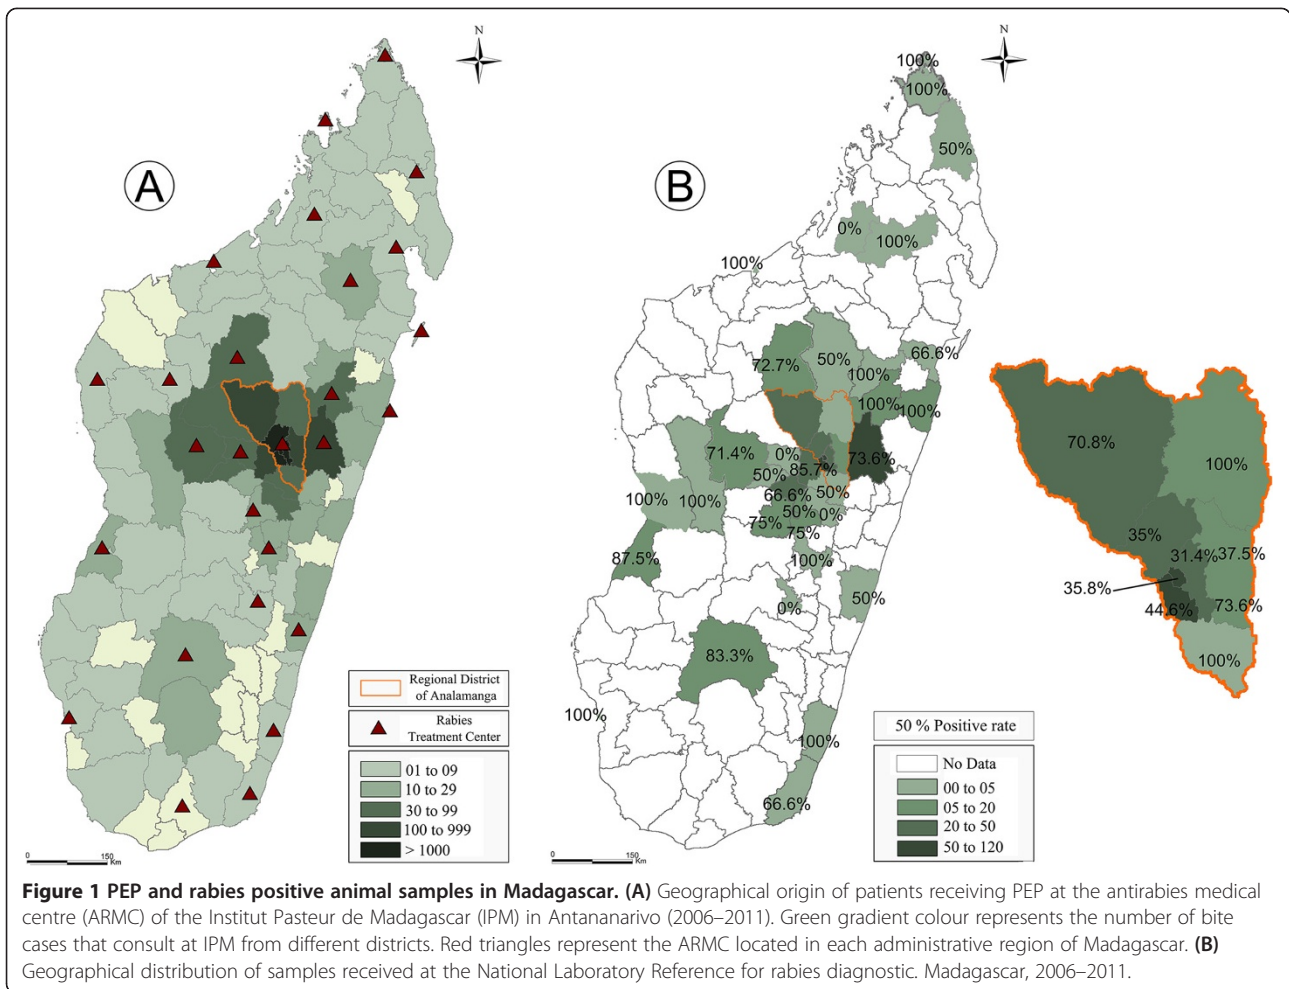 N
N
A
B
100%
100%
50%
0%
100%
100%
72.7%
50%
66.6%
100%
100%
100%
71.4%
0%
50%
85.7%
73.6%
100%
100%
66.6%
50%
50%
0%
75%
75%
87.5%
100%
0%
50%
83.3%
100%
100%
66.6%
70.8%
100%
35%
31.4%
37.5%
35.8%
44.6%
73.6%
100%
Regional District
of Analamanga
Rabies
Treatment Center
01 to 09
10 to 29
30 to 99
100 to 999
> 1000
0 150
Km
50 % Positive rate
No Data
00 to 05
05 to 20
20 to 50
50 to 120
0 150
Km
Figure 1 PEP and rabies positive animal samples in Madagascar. (A) Geographical origin of patients receiving PEP at the antirabies medical
centre (ARMC) of the Institut Pasteur de Madagascar (IPM) in Antananarivo (2006–2011). Green gradient colour represents the number of bite
cases that consult at IPM from different districts. Red triangles represent the ARMC located in each administrative region of Madagascar. (B)
Geographical distribution of samples received at the National Laboratory Reference for rabies diagnostic. Madagascar, 2006–2011.